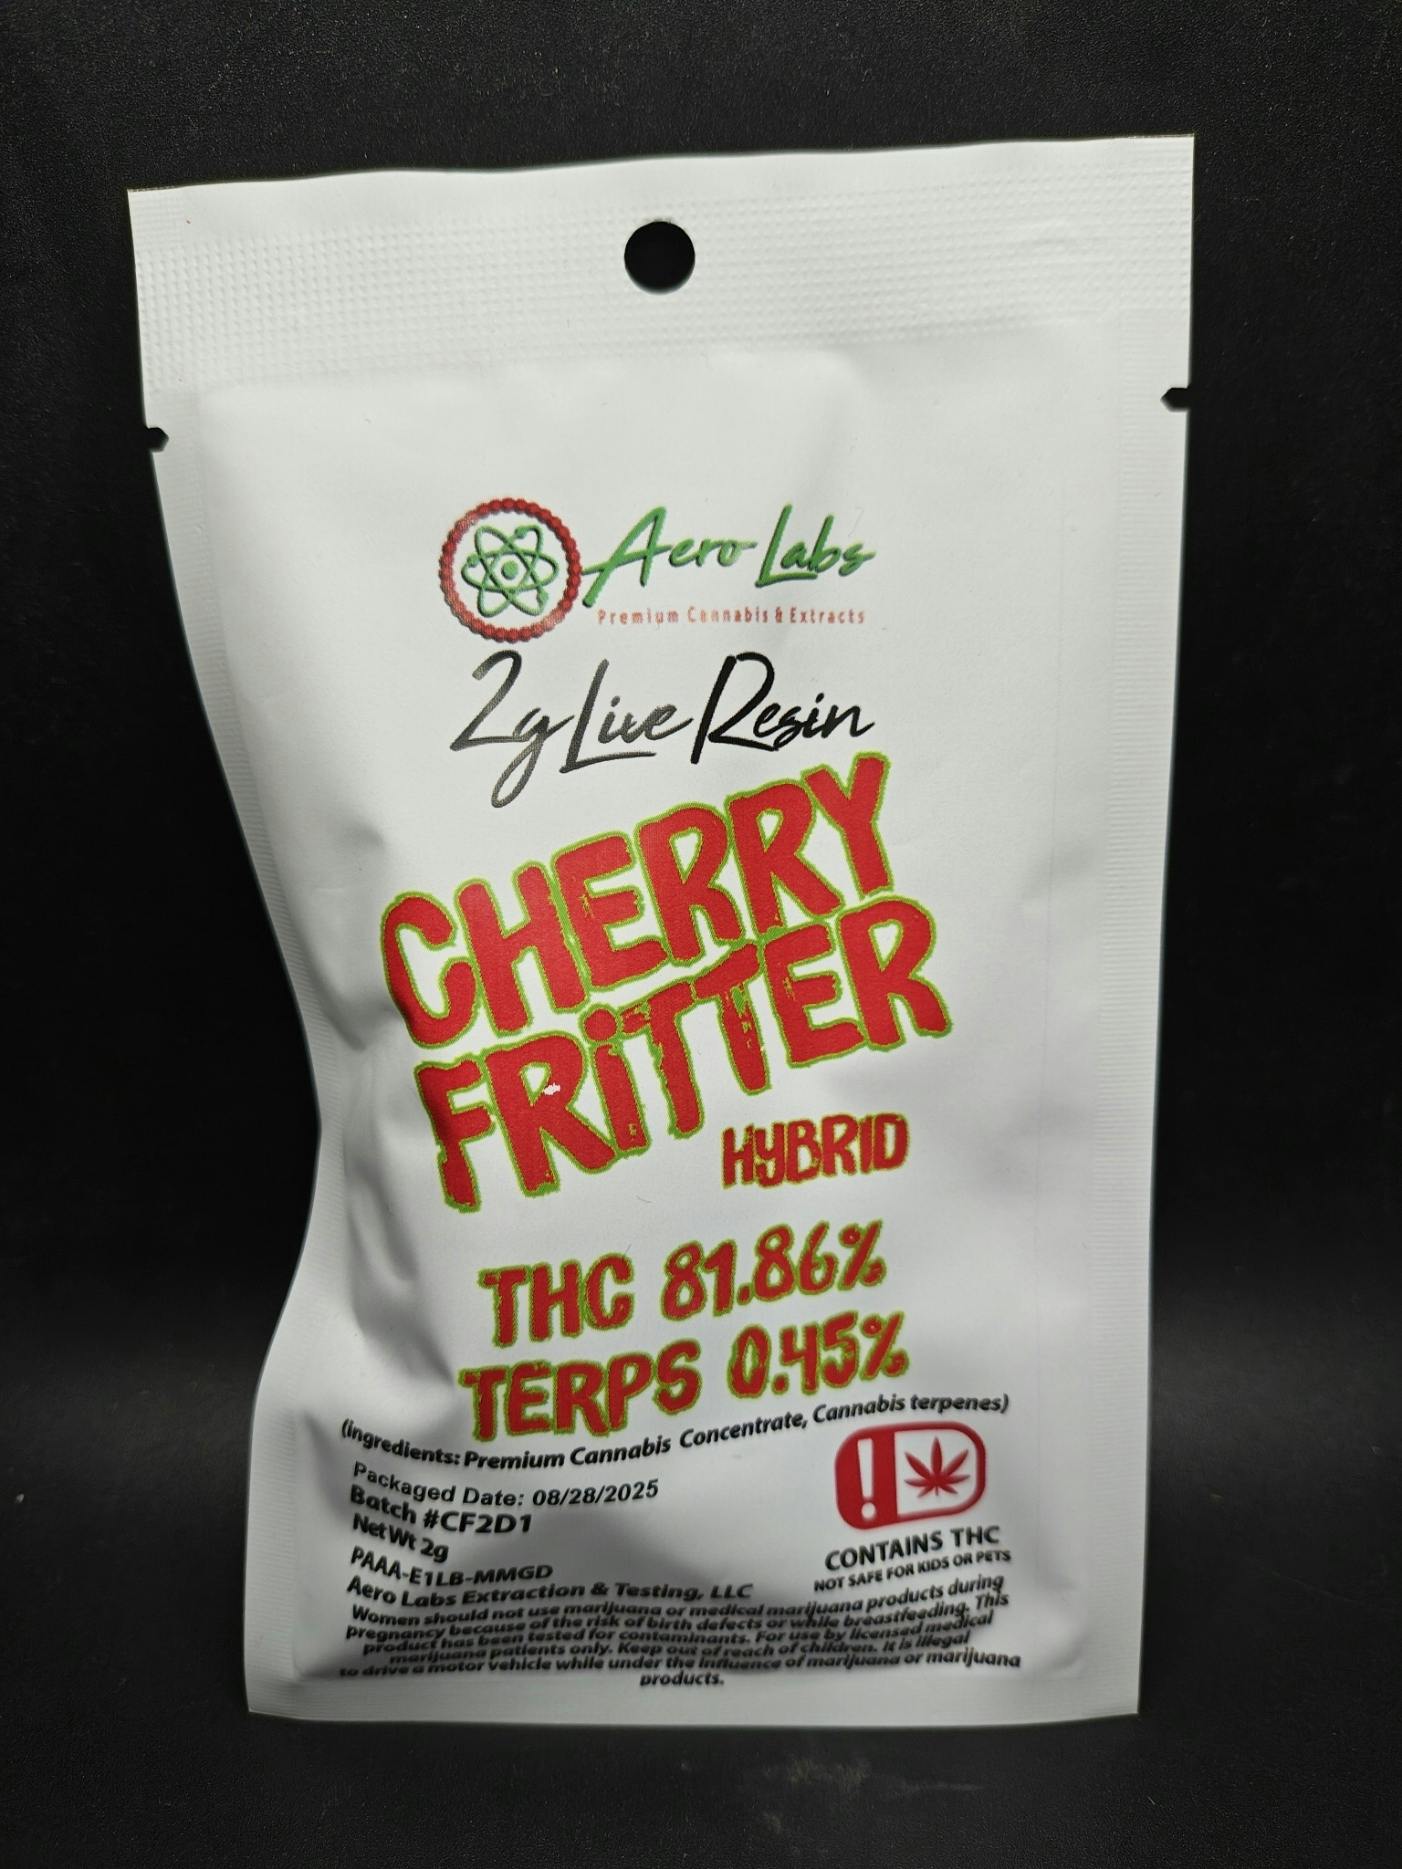 Aero Labs
Premium Cannabis & Extracts
2g Live Resin
CHERRY
FRiTTER
HYBRID
THC 81.86%
TERPS 0.45%
(ingredients: Premium Cannabis Concentrate, Cannabis terpenes)
Packaged Date: 08/28/2025
Batch #CF2D1
Net Wt 2g
PAAA-E1LB-MMGD
Aero Labs Extraction & Testing, LLC
!
CONTAINS THC
NOT SAFE FOR KIDS OR PETS
Women should not use marijuana or medical marijuana products during
pregnancy because of the risk of birth defects or while breastfeeding. This
product has been tested for contaminants. For use by licensed medical
marijuana patients only. Keep out of reach of children. It is illegal
to drive a motor vehicle while under the influence of marijuana or marijuana
products.